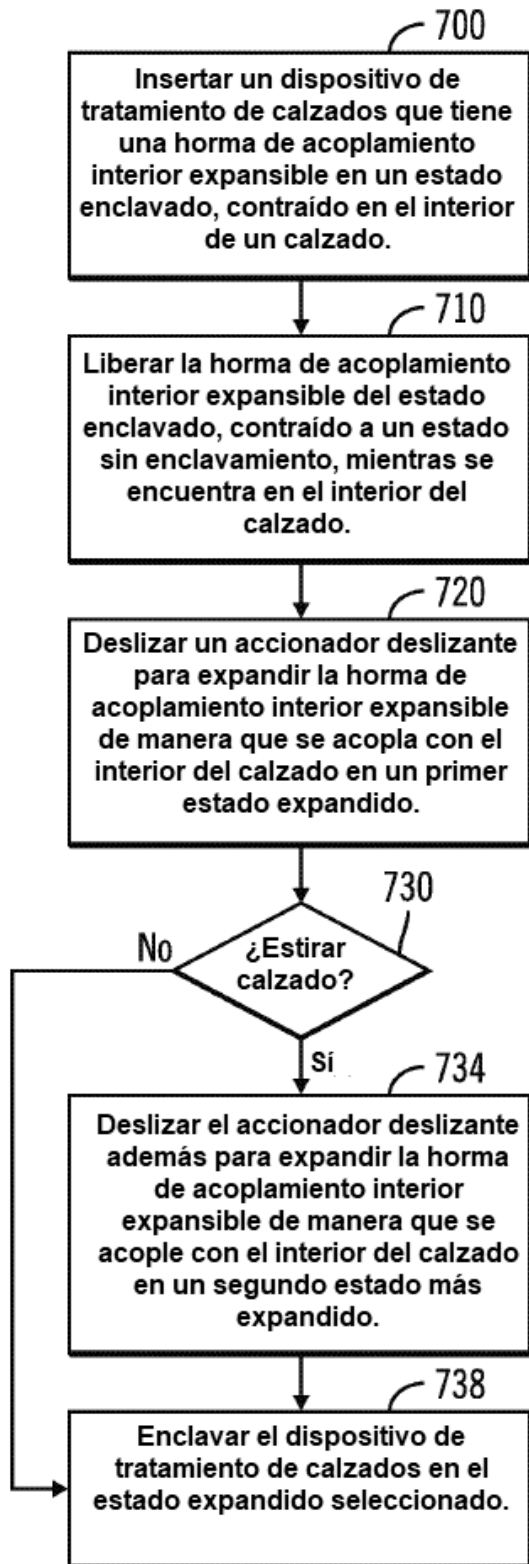 700
Insertar un dispositivo de
tratamiento de calzados que tiene
una horma de acoplamiento
interior expansible en un estado
enclavado, contraído en el interior
de un calzado.
710
Liberar la horma de acoplamiento
interior expansible del estado
enclavado, contraído a un estado
sin enclavamiento, mientras se
encuentra en el interior del
calzado.
720
Deslizar un accionador deslizante
para expandir la horma de
acoplamiento interior expansible
de manera que se acopla con el
interior del calzado en un primer
estado expandido.
730
No
¿Estirar
calzado?
Sí
734
Deslizar el accionador deslizante
además para expandir la horma
de acoplamiento interior
expansible de manera que se
acople con el interior del calzado
en un segundo estado más
expandido.
738
Enclavar el dispositivo de
tratamiento de calzados en el
estado expandido seleccionado.